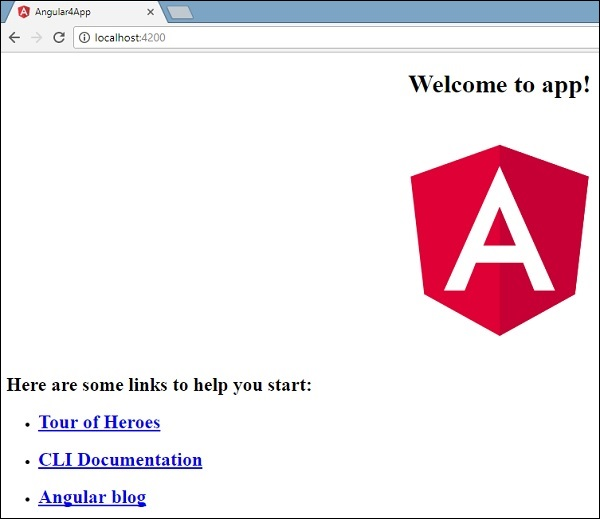 Angular4App
localhost:4200
Welcome to app!
A
Here are some links to help you start:
Tour of Heroes
CLI Documentation
Angular blog